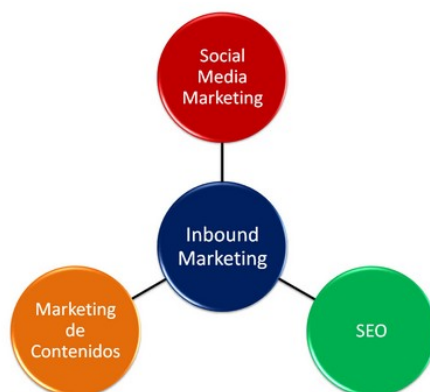 Social
Media
Marketing
Inbound
Marketing
Marketing
de
Contenidos
SEO